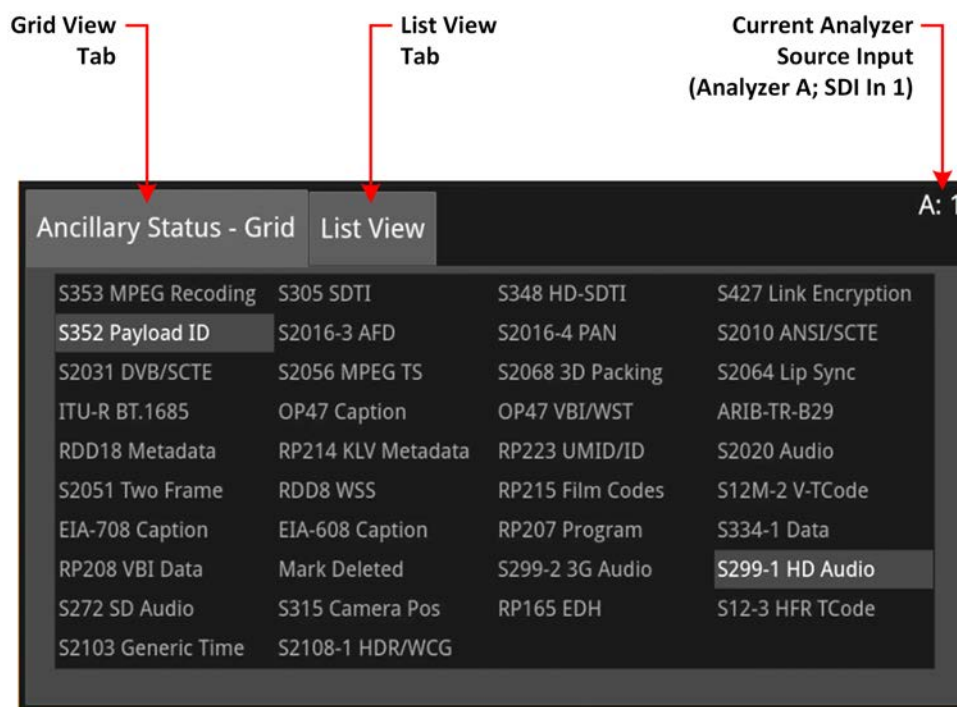 Grid View
Tab
List View
Tab
Current Analyzer
Source Input
(Analyzer A; SDI In 1)
Ancillary Status - Grid
List View
A: 1
S353 MPEG Recoding S305 SDTI S348 HD-SDTI S427 Link Encryption
S352 Payload ID S2016-3 AFD S2016-4 PAN S2010 ANSI/SCTE
S2031 DVB/SCTE S2056 MPEG TS S2068 3D Packing S2064 Lip Sync
ITU-R BT.1685 OP47 Caption OP47 VBI/WST ARIB-TR-B29
RDD18 Metadata RP214 KLV Metadata RP223 UMID/ID S2020 Audio
S2051 Two Frame RDD8 WSS RP215 Film Codes S12M-2 V-TCode
EIA-708 Caption EIA-608 Caption RP207 Program S334-1 Data
RP208 VBI Data Mark Deleted S299-2 3G Audio S299-1 HD Audio
S272 SD Audio S315 Camera Pos RP165 EDH S12-3 HFR TCode
S2103 Generic Time S2108-1 HDR/WCG